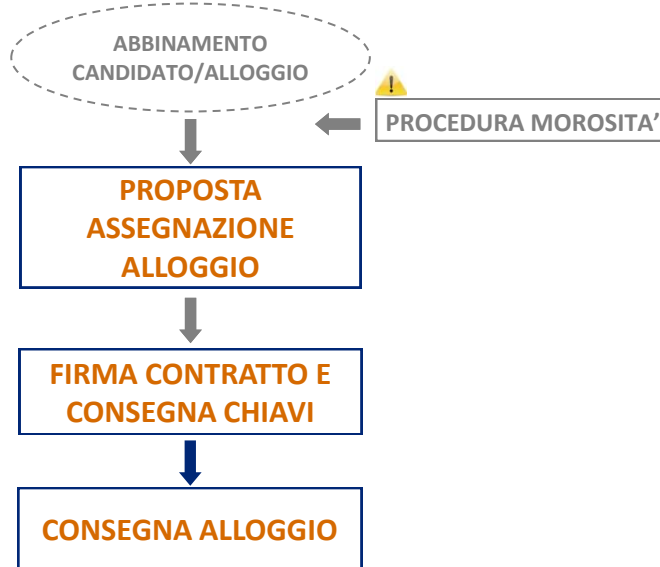 ABBINAMENTO
CANDIDATO/ALLOGGIO
PROCEDURA MOROSITA’
PROPOSTA
ASSEGNAZIONE
ALLOGGIO
FIRMA CONTRATTO E
CONSEGNA CHIAVI
CONSEGNA ALLOGGIO